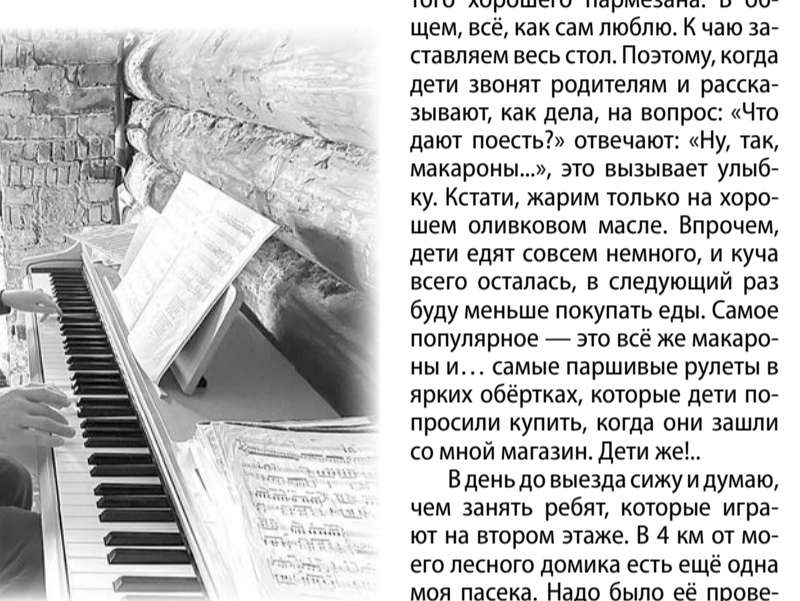 того хорошего пармезана. В об-
щем, всё, как сам люблю. К чаю за-
ставляем весь стол. Поэтому, когда
дети звонят родителям и расска-
зывают, как дела, на вопрос: «Что
дают поесть?» отвечают: «Ну, так,
макароны...», это вызывает улыб-
ку. Кстати, жарим только на хоро-
шем оливковом масле. Впрочем,
дети едят совсем немного, и куча
всего осталась, в следующий раз
буду меньше покупать еды. Самое
популярное — это всё же макаро-
ны и… самые паршивые рулеты в
ярких обёртках, которые дети по-
просили купить, когда они зашли
со мной магазин. Дети же!..
В день до выезда сижу и думаю,
чем занять ребят, которые игра-
ют на втором этаже. В 4 км от мо-
его лесного домика есть ещё одна
моя пасека. Надо было её прове-